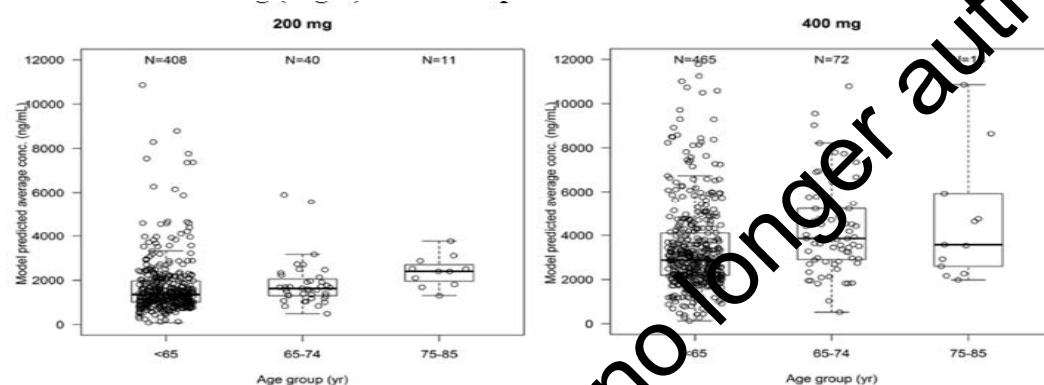 200 mg
N=408 N=40 N=11
12000
10000
8000
6000
4000
2000
0
Model predicted average conc. (ng/mL)
<65 65-74 75-85
Age group (yr)
400 mg
N=465 N=72
12000
10000
8000
6000
4000
2000
0
Model predicted average conc. (ng/mL)
65-74 75-85
Age group (yr)
no longer